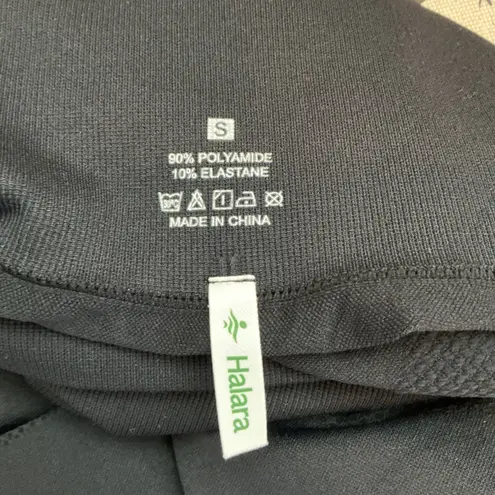 S
90% POLYAMIDE
10% ELASTANE
MADE IN CHINA
Halara